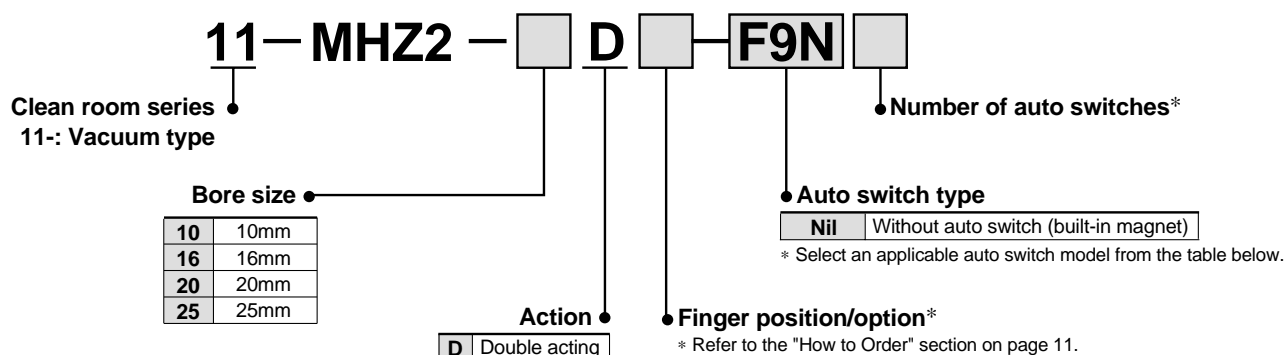 11 — MHZ2 — D — F9N
Clean room series
11-: Vacuum type
Number of auto switches*
Bore size
10 10mm
16 16mm
20 20mm
25 25mm
Auto switch type
Nil Without auto switch (built-in magnet)
* Select an applicable auto switch model from the table below.
Action
D Double acting
Finger position/option*
* Refer to the "How to Order" section on page 11.